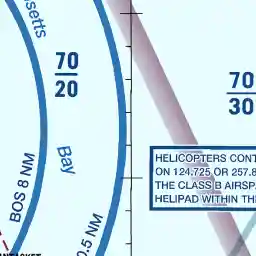 setts
70
20
70
30
Bay
HELICOPTERS CONT
ON 124.725 OR 257.8
THE CLASS B AIRSPA
HELIPAD WITHIN THE
BOS 8 NM
0.5 NM